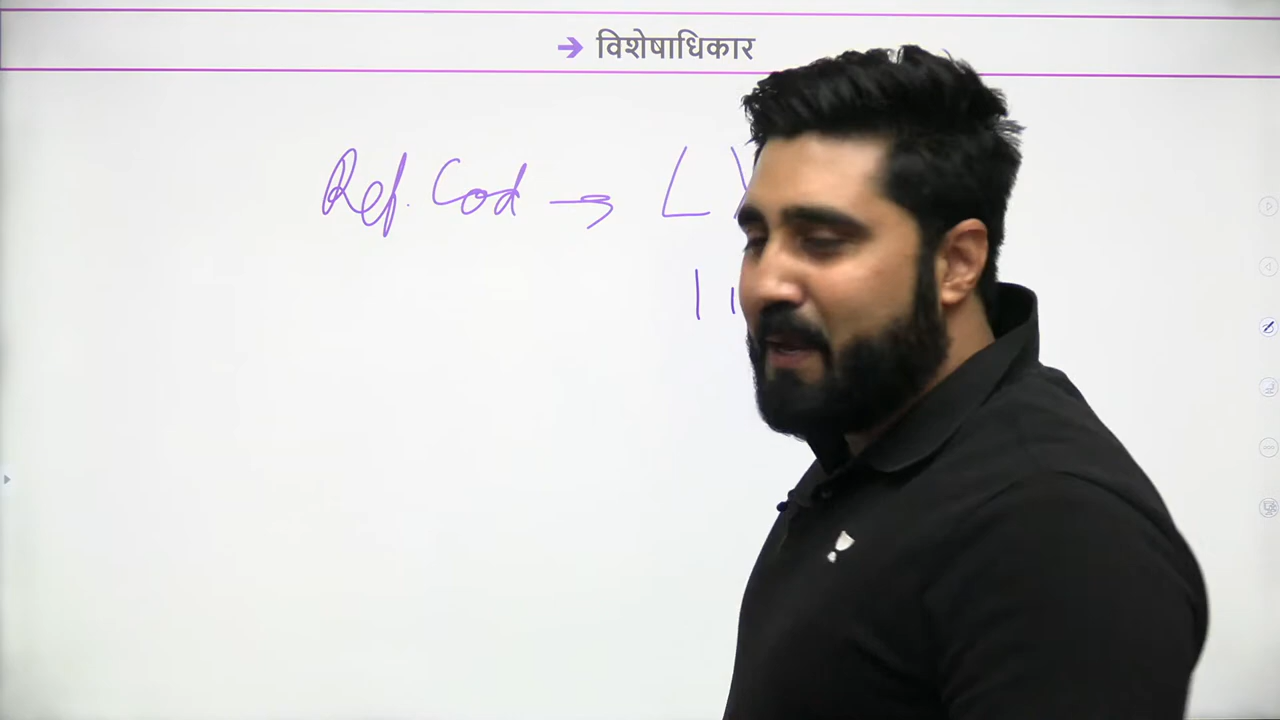 → विशेषाधिकार
Ref. Cod → L